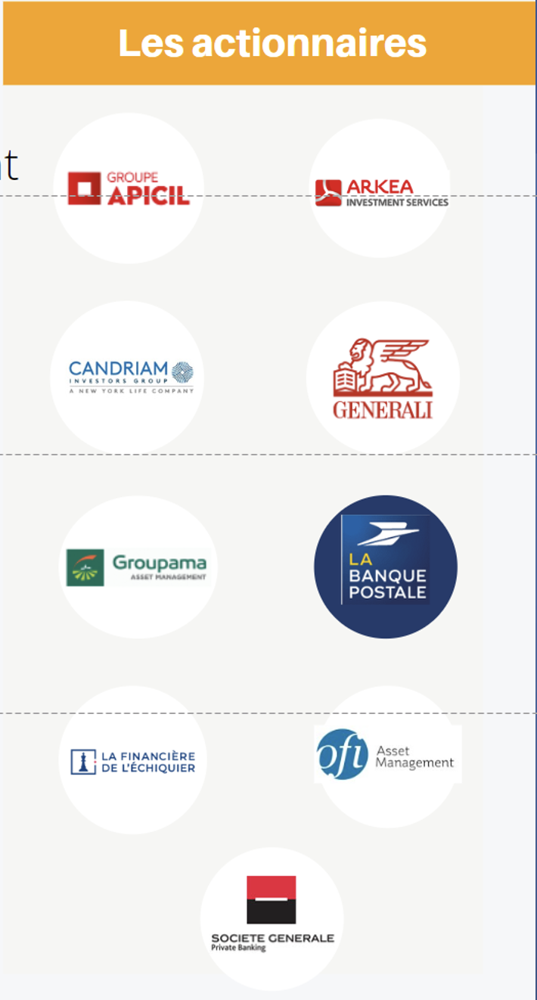 Les actionnaires
nt
GROUPE
APICIL
ARKEA
INVESTMENT SERVICES
CANDRIAM
INVESTORS GROUP
A NEW YORK LIFE COMPANY
GENERALI
Groupama
ASSET MANAGEMENT
LA
BANQUE
POSTALE
LA FINANCIÈRE
DE L'ÉCHIQUIER
ofi Asset
Management
SOCIETE GENERALE
Private Banking